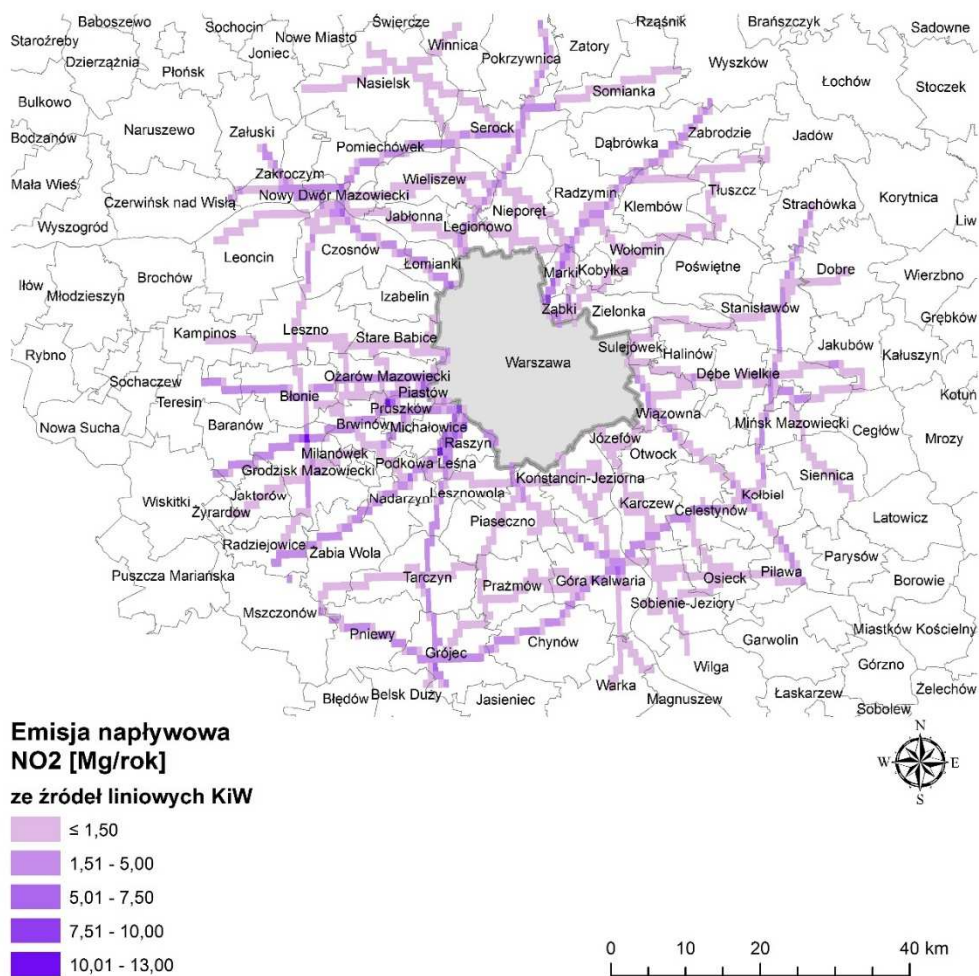 Baboszewo
Sochocin
Świercze
Rząśnik
Brańszczyk
Sadowne
Staroźreby
Nowe Miasto
Winnica
Zatory
Dzierzążnia
Joniec
Pokrzywnica
Wyszków
Płońsk
Łochów
Nasielsk
Somianka
Stoczek
Bulkowo
Naruszewo
Załuski
Serock
Zabrodzie
Bodzanów
Pomiechówek
Dąbrówka
Jadów
Zakroczym
Wieliszew
Mała Wieś
Radzymin
Tłuszcz
Nowy Dwór Mazowiecki
Korytnica
Czerwińsk nad Wisłą
Nieporęt
Klembów
Strachówka
Jabłonna
Wyszogród
Legionowo
Liw
Czosnów
Wołomin
Leoncin
Łomianki
Marki
Kobyłka
Poświętne
Dobre
Brochów
Wierzbno
Iłów
Młodzieszyn
Izabelin
Ząbki
Zielonka
Stanisławów
Grębków
Leszno
Kampinos
Stare Babice
Sulejówek
Jakubów
Rybno
Warszawa
Halinów
Kałuszyn
Ożarów Mazowiecki
Dębe Wielkie
Sochaczew
Piastów
Teresin
Błonie
Kotuń
Pruszków
Wiązowna
Nowa Sucha
Baranów
Brwinów
Michałowice
Mińsk Mazowiecki
Cegłów
Raszyn
Józefów
Mrozy
Milanówek
Otwock
Grodzisk Mazowiecki
Podkowa Leśna
Konstancin-Jeziorna
Siennica
Wiskitki
Jaktorów
Nadarzyn
Lesznowola
Karczew
Kołbiel
Żyrardów
Celestynów
Latowicz
Piaseczno
Radziejowice
Żabia Wola
Parysów
Puszcza Mariańska
Tarczyn
Prażmów
Góra Kalwaria
Osieck
Pilawa
Borowie
Mszczonów
Sobienie-Jeziory
Pniewy
Chynów
Garwolin
Miastków Kościelny
Grójec
Wilga
Górzno
Błędów
Belsk Duży
Jasieniec
Warka
Magnuszew
Łaskarzew
Żelechów
Sobolew
Emisja napływowa
NO2 [Mg/rok]
ze źródeł liniowych KiW
≤ 1,50
1,51 - 5,00
5,01 - 7,50
7,51 - 10,00
10,01 - 13,00
N
W E
S
0 10 20 40 km